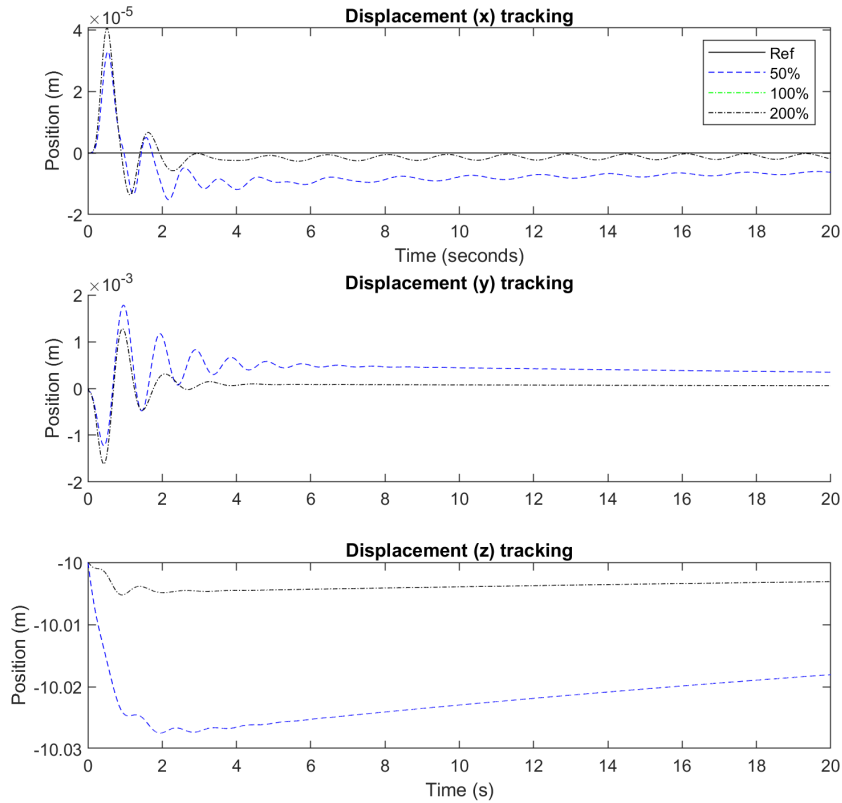 Displacement (x) tracking
×10⁻⁵
4
2
0
-2
Position (m)
0 2 4 6 8 10 12 14 16 18 20
Time (seconds)
Ref
50%
100%
200%
Displacement (y) tracking
×10⁻³
2
1
0
-1
-2
Position (m)
0 2 4 6 8 10 12 14 16 18 20
Displacement (z) tracking
-10
-10.01
-10.02
-10.03
Position (m)
0 2 4 6 8 10 12 14 16 18 20
Time (s)